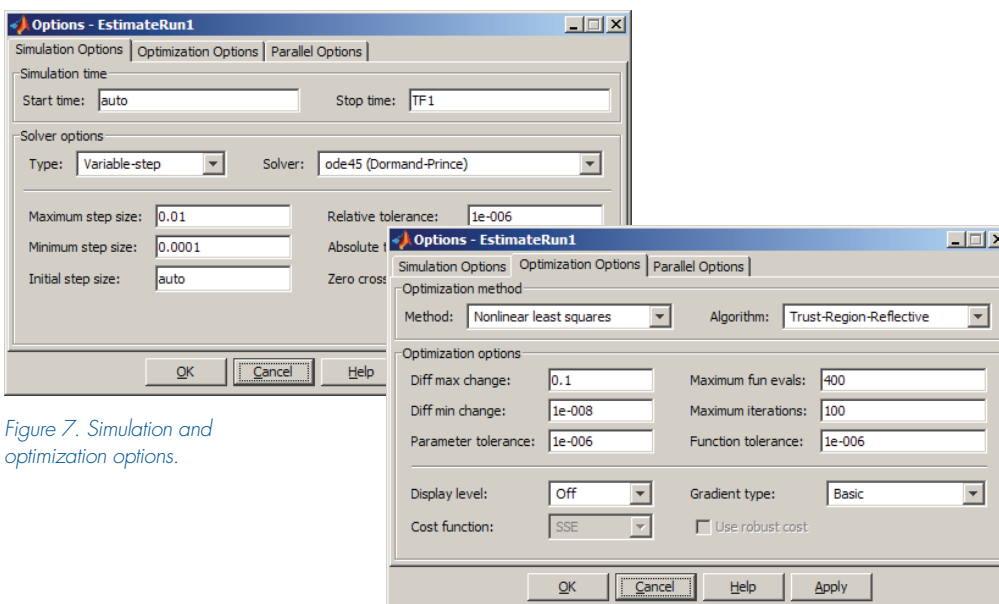 Options - EstimateRun1
Simulation Options Optimization Options Parallel Options
Simulation time
Start time: auto Stop time: TF1
Solver options
Type: Variable-step Solver: ode45 (Dormand-Prince)
Maximum step size: 0.01 Relative tolerance: 1e-006
Minimum step size: 0.0001 Absolute t
Initial step size: auto Zero cross
OK Cancel Help
Figure 7. Simulation and
optimization options.
Options - EstimateRun1
Simulation Options Optimization Options Parallel Options
Optimization method
Method: Nonlinear least squares Algorithm: Trust-Region-Reflective
Optimization options
Diff max change: 0.1 Maximum fun evals: 400
Diff min change: 1e-008 Maximum iterations: 100
Parameter tolerance: 1e-006 Function tolerance: 1e-006
Display level: Off Gradient type: Basic
Cost function: SSE Use robust cost
OK Cancel Help Apply